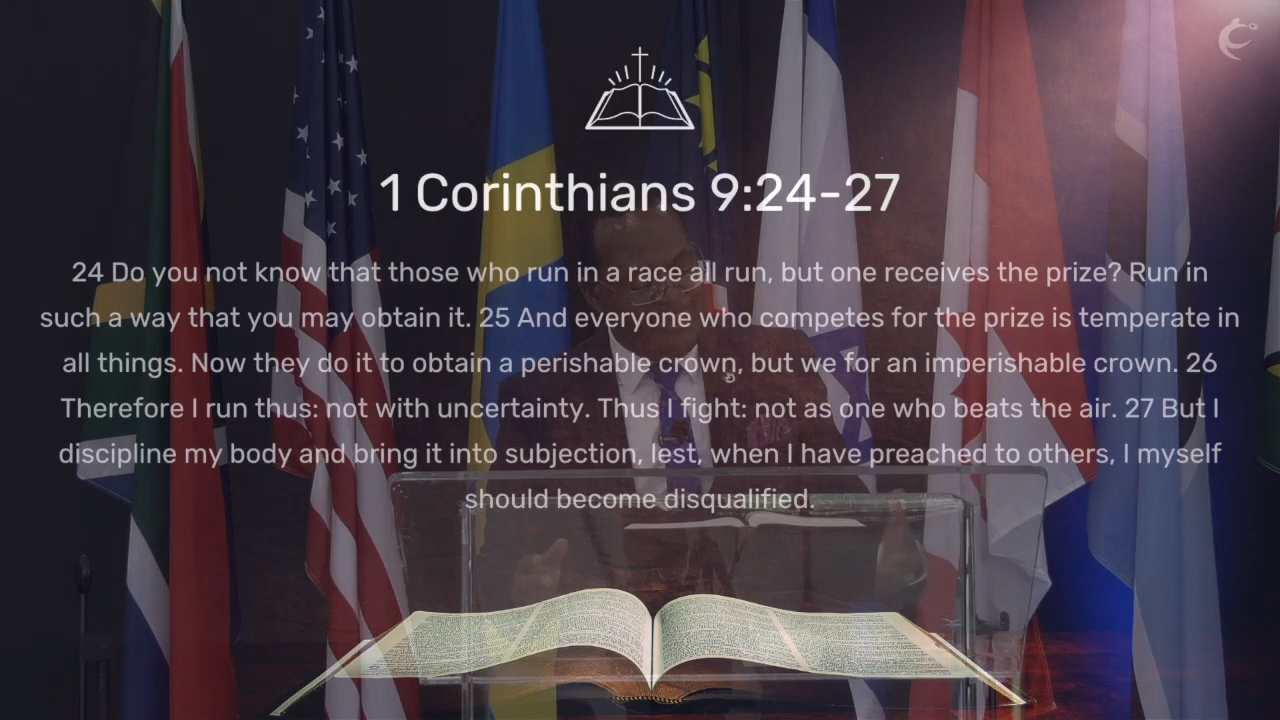 1 Corinthians 9:24-27
24 Do you not know that those who run in a race all run, but one receives the prize? Run in
such a way that you may obtain it. 25 And everyone who competes for the prize is temperate in
all things. Now they do it to obtain a perishable crown, but we for an imperishable crown. 26
Therefore I run thus: not with uncertainty. Thus I fight: not as one who beats the air. 27 But I
discipline my body and bring it into subjection, lest, when I have preached to others, I myself
should become disqualified.